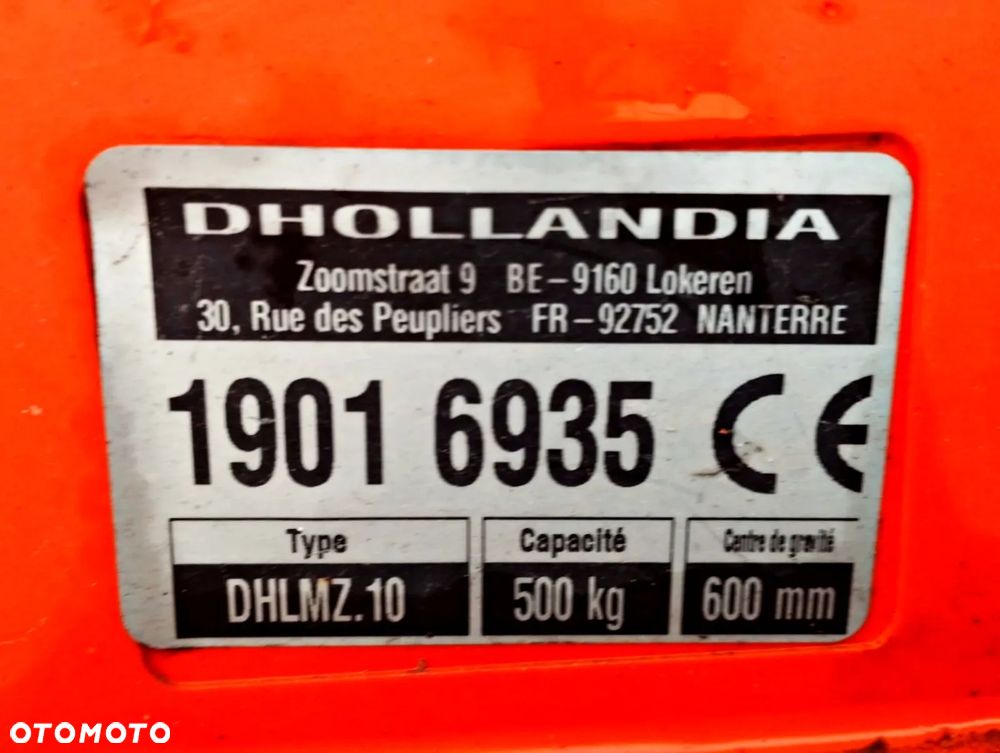 DHOLLANDIA
Zoomstraat 9 BE-9160 Lokeren
30, Rue des Peupliers FR-92752 NANTERRE
1901 6935 CE
Type Capacité Centre de gravité
DHLMZ.10 500 kg 600 mm
OTOMOTO